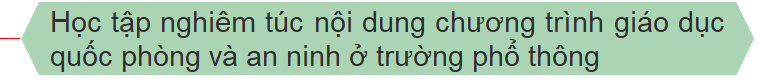 Học tập nghiêm túc nội dung chương trình giáo dục
quốc phòng và an ninh ở trường phổ thông